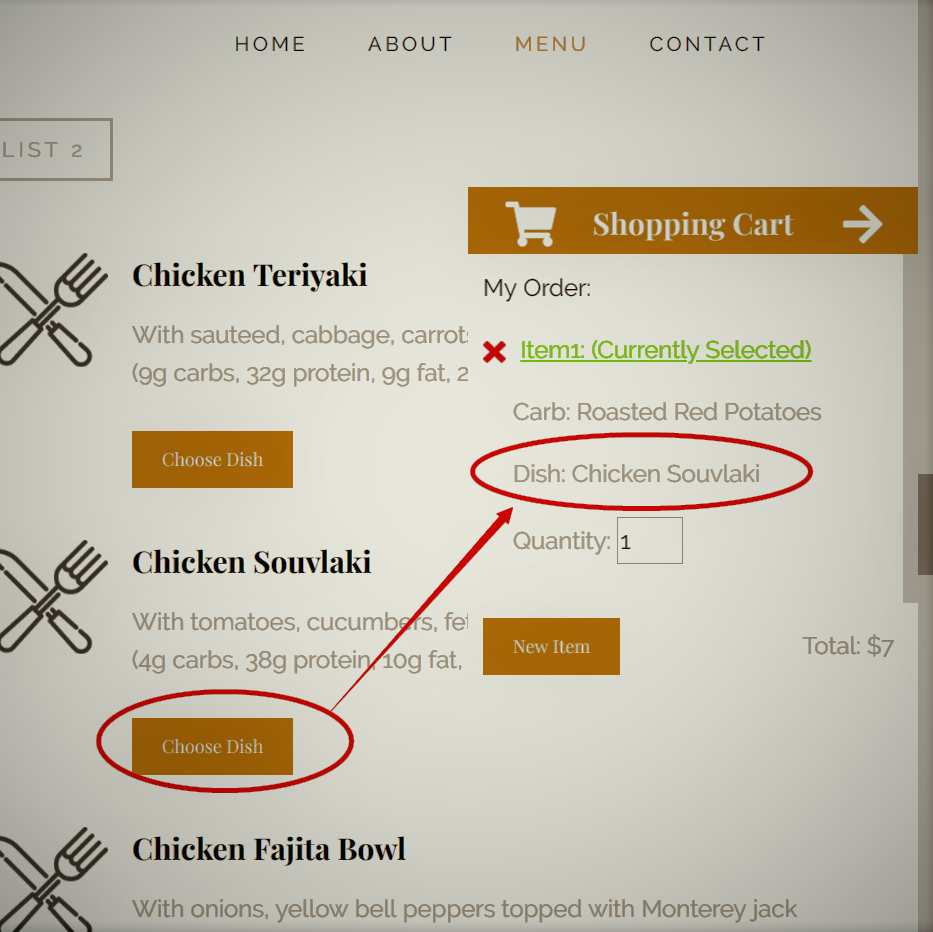 HOME ABOUT MENU CONTACT
LIST 2
Shopping Cart
My Order:
Item1: (Currently Selected)
Carb: Roasted Red Potatoes
Dish: Chicken Souvlaki
Quantity: 1
New Item Total: $7
Chicken Teriyaki
With sauteed, cabbage, carrots
(9g carbs, 32g protein, 9g fat, 2
Choose Dish
Chicken Souvlaki
With tomatoes, cucumbers, fet
(4g carbs, 38g protein, 10g fat,
Choose Dish
Chicken Fajita Bowl
With onions, yellow bell peppers topped with Monterey jack